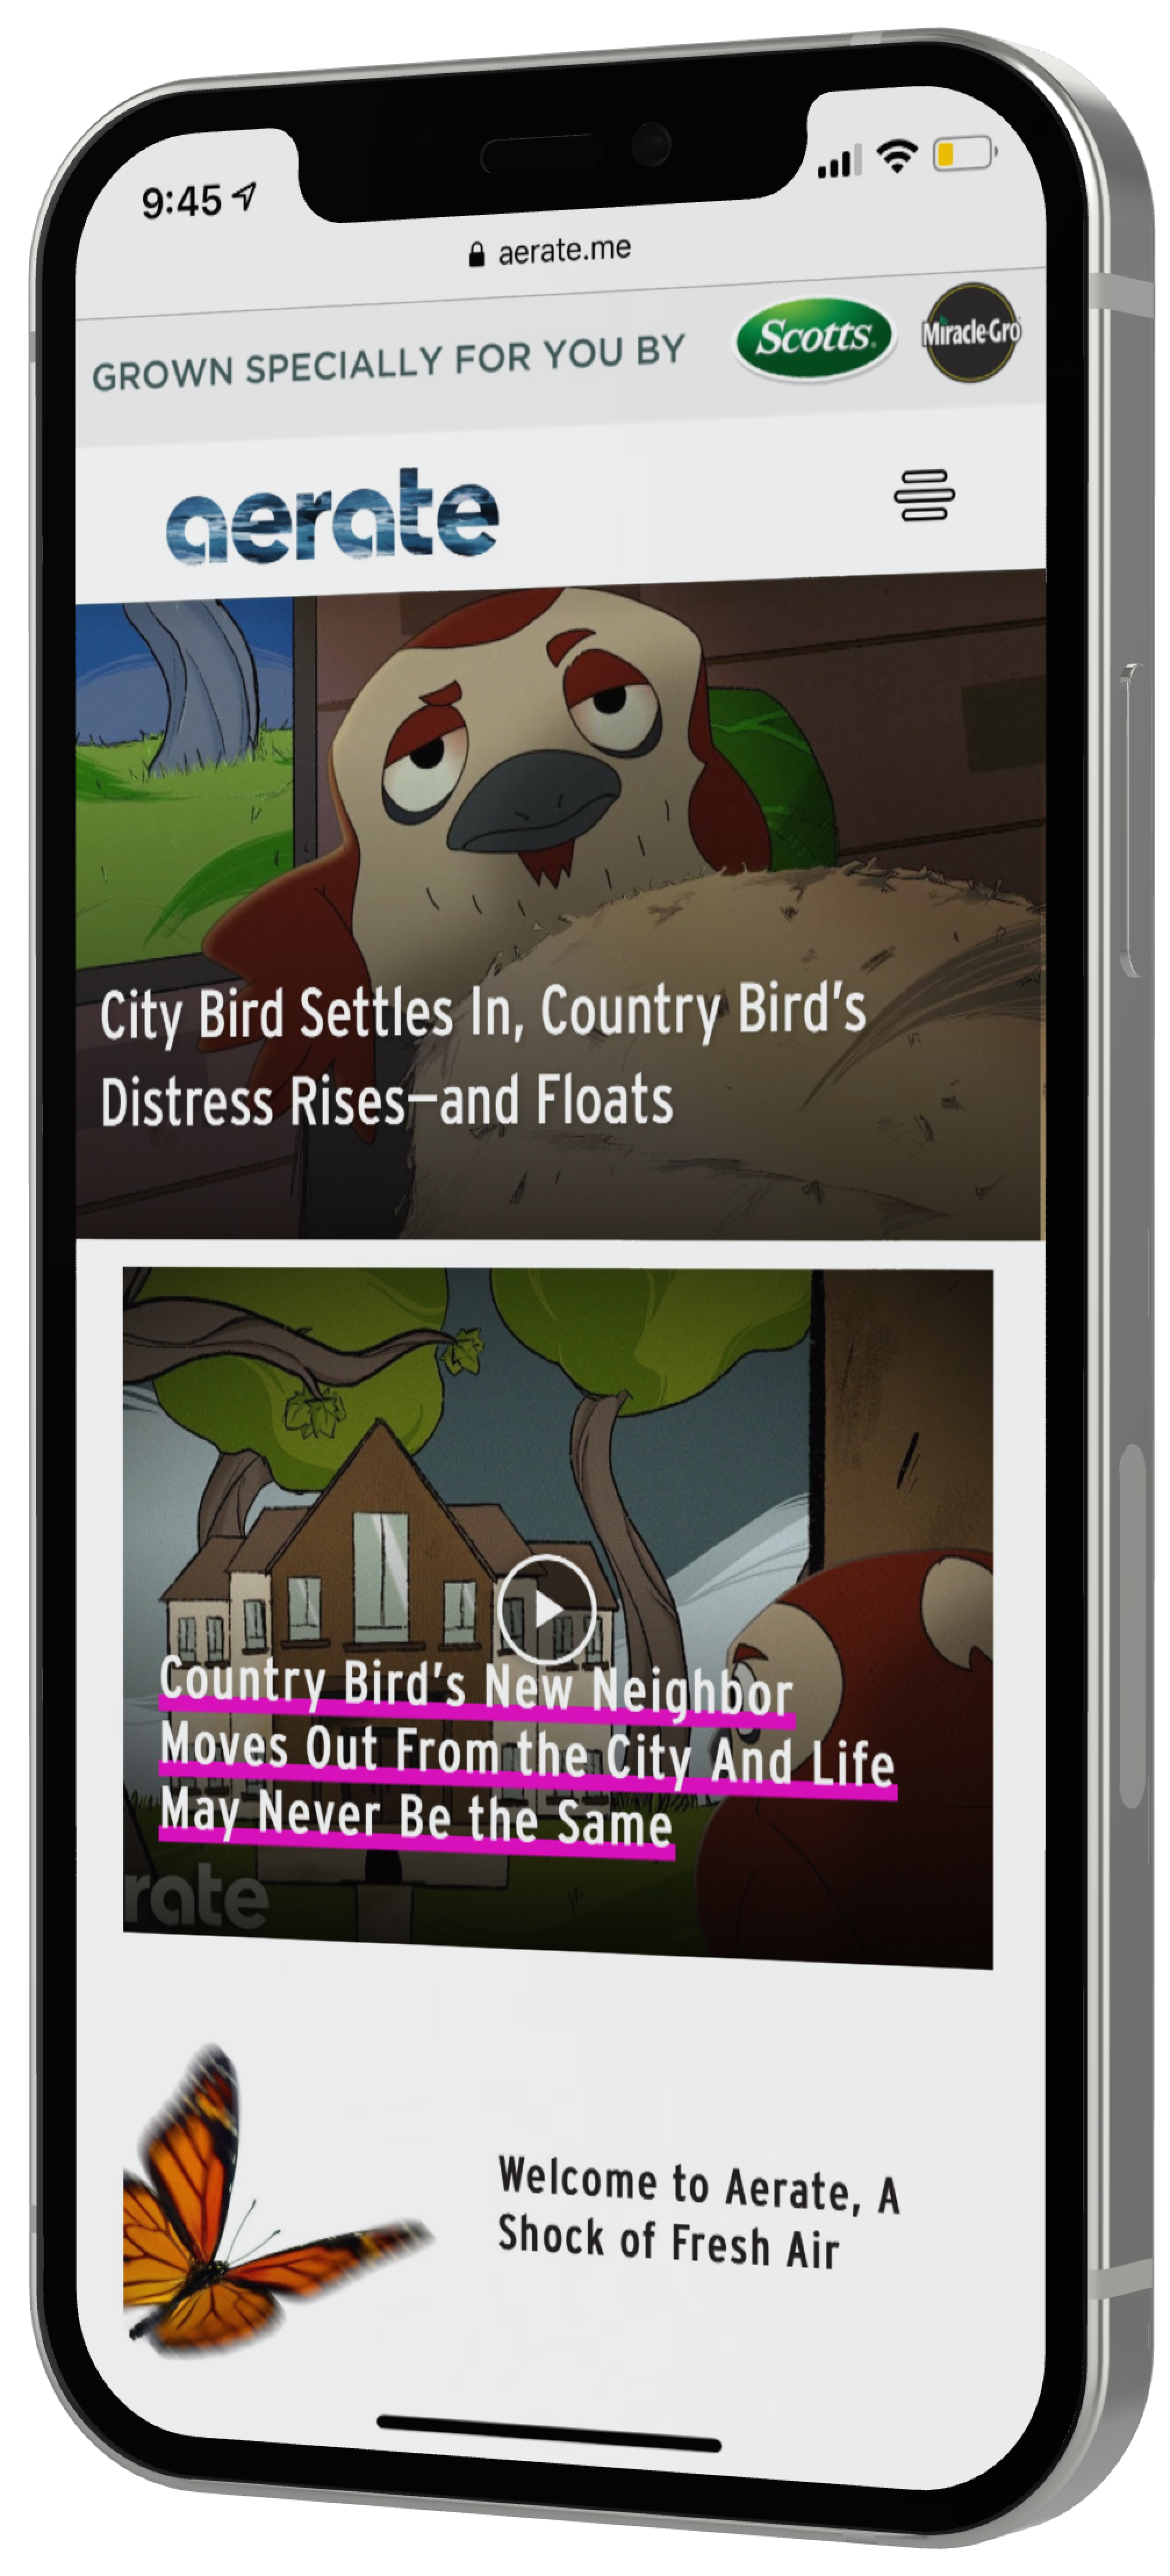 9:45
aerate.me
GROWN SPECIALLY FOR YOU BY
Scotts.
Miracle-Gro
aerate
City Bird Settles In, Country Bird's
Distress Rises—and Floats
Country Bird's New Neighbor
Moves Out From the City And Life
May Never Be the Same
rate
Welcome to Aerate, A
Shock of Fresh Air